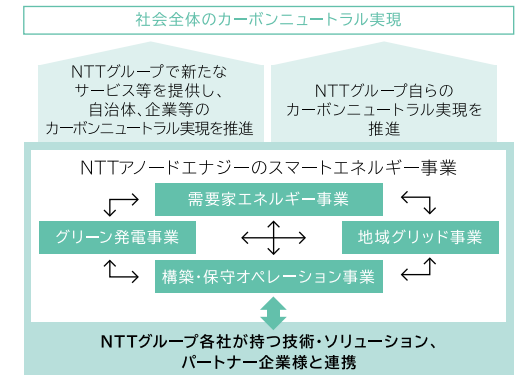 社会全体のカーボンニュートラル実現
NTTグループで新たな
サービス等を提供し、
自治体、企業等の
カーボンニュートラル実現を推進
NTTグループ自らの
カーボンニュートラル実現を
推進
NTTアノードエナジーのスマートエネルギー事業
需要家エネルギー事業
グリーン発電事業
地域グリッド事業
構築・保守オペレーション事業
NTTグループ各社が持つ技術・ソリューション、
パートナー企業様と連携